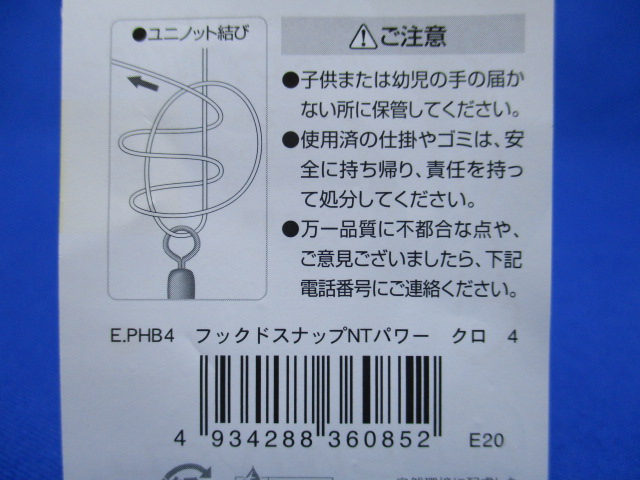 ●ユニノット結び
⚠ご注意
●子供または幼児の手の届か
ない所に保管してください。
●使用済の仕掛やゴミは、安
全に持ち帰り、責任を持っ
て処分してください。
●万一品質に不都合な点や、
ご意見ございましたら、下記
電話番号にご連絡ください。
E.PHB4 フックドスナップNTパワー クロ 4
4 934288 360852 E20